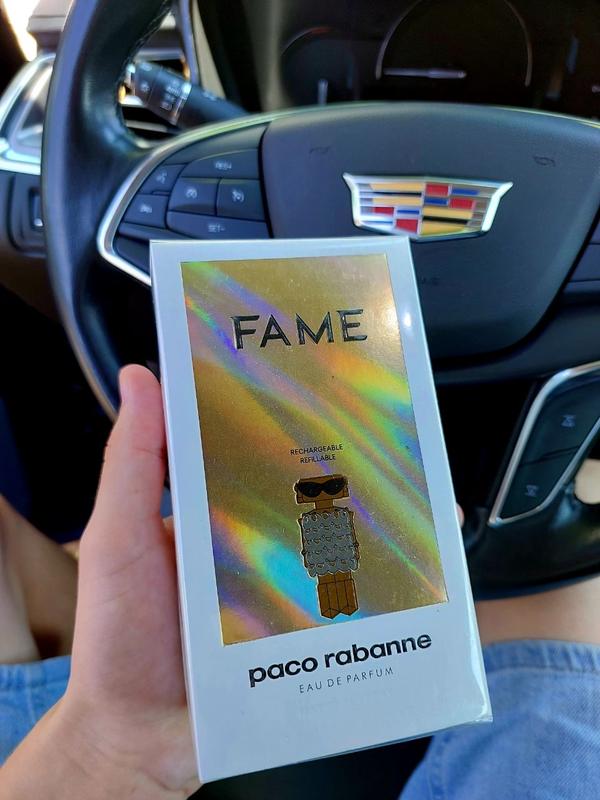 FAME
RECHARGEABLE
REFILLABLE
paco rabanne
EAU DE PARFUM